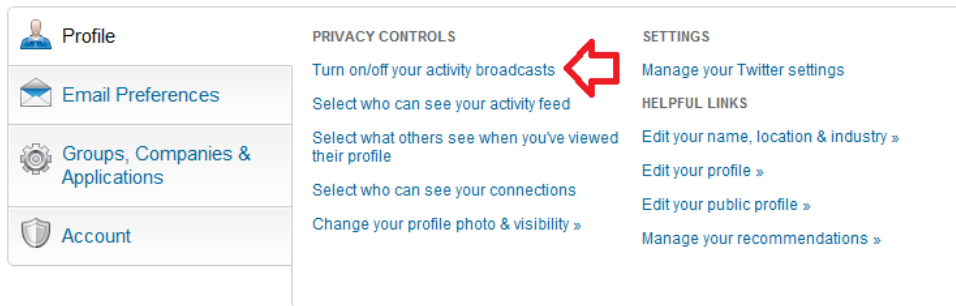 Profile
Email Preferences
Groups, Companies &
Applications
Account
PRIVACY CONTROLS
Turn on/off your activity broadcasts
Select who can see your activity feed
Select what others see when you've viewed
their profile
Select who can see your connections
Change your profile photo & visibility »
SETTINGS
Manage your Twitter settings
HELPFUL LINKS
Edit your name, location & industry »
Edit your profile »
Edit your public profile »
Manage your recommendations »